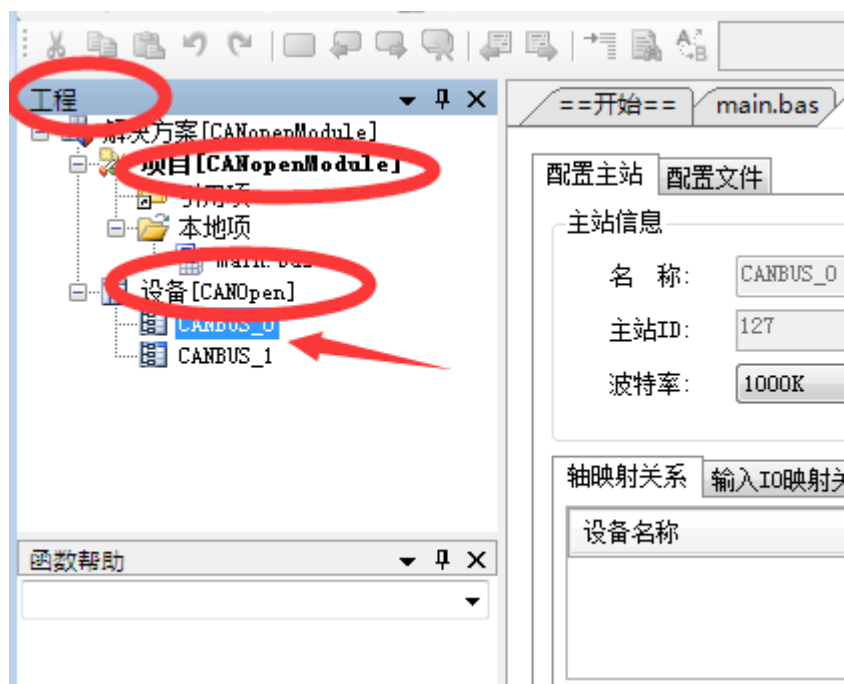 工程
解决方案[CANopenModule]
项目[CANopenModule]
引用项
本地项
main.bas
设备[CANOpen]
CANBUS_0
CANBUS_1
函数帮助
==开始==
main.bas
配置主站
配置文件
主站信息
名 称:
CANBUS_0
主站ID:
127
波特率:
1000K
轴映射关系
输入IO映射关
设备名称